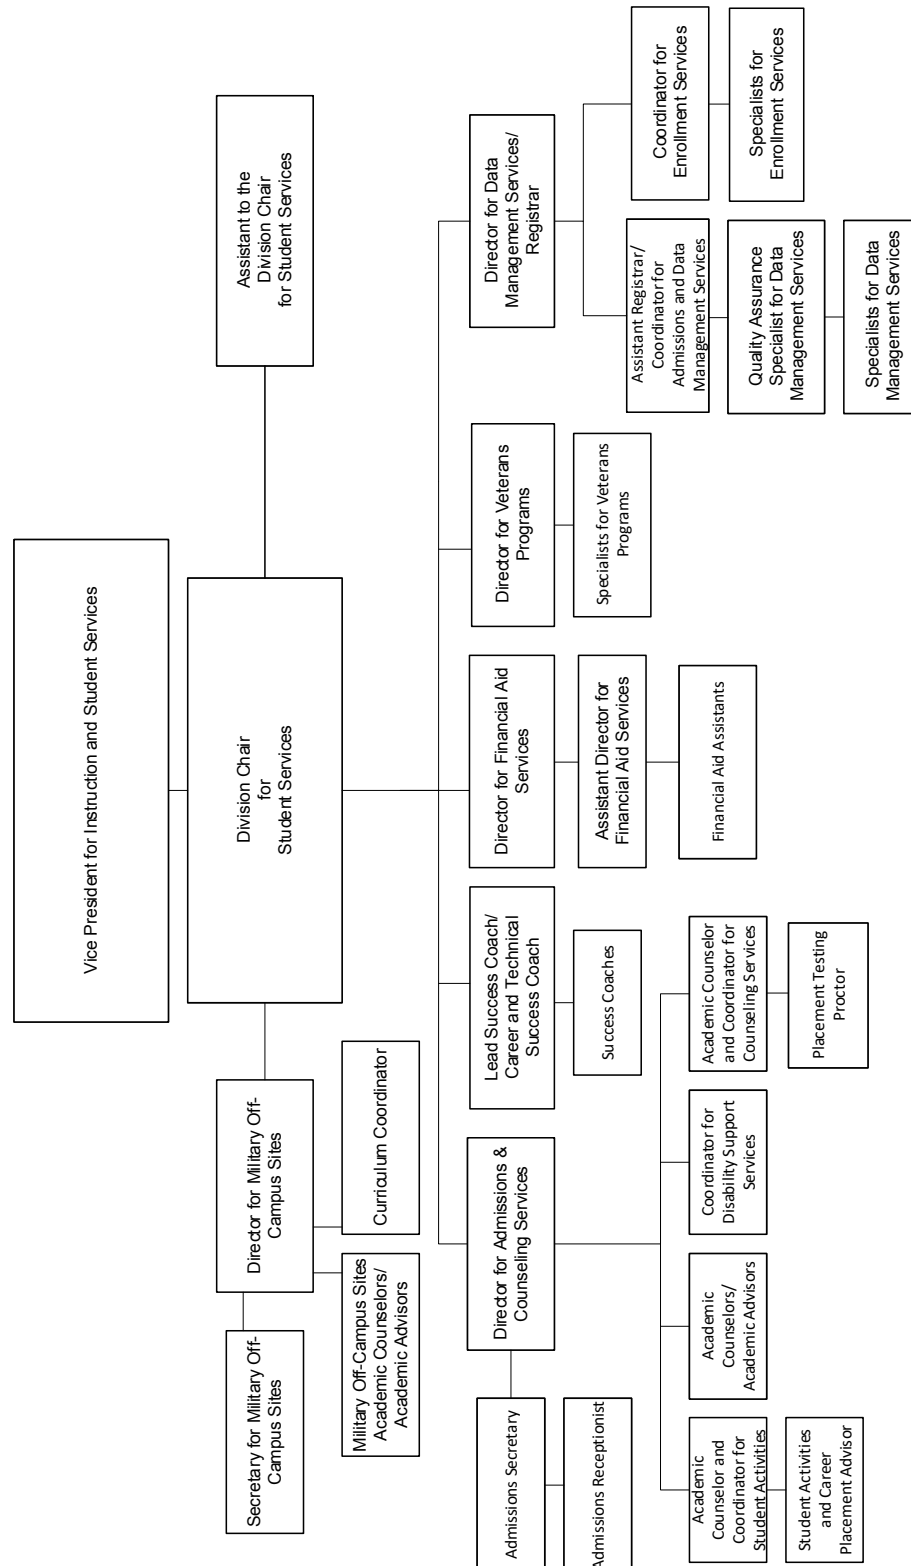 Vice President for Instruction and Student Services
Division Chair
for
Student Services
Assistant to the
Division Chair
for Student Services
Director for Military Off-
Campus Sites
Secretary for Military Off-
Campus Sites
Military Off-Campus Sites
Academic Counselors/
Academic Advisors
Curriculum Coordinator
Director for Admissions &
Counseling Services
Lead Success Coach/
Career and Technical
Success Coach
Director for Financial Aid
Services
Director for Veterans
Programs
Director for Data
Management Services/
Registrar
Admissions Secretary
Admissions Receptionist
Success Coaches
Assistant Director for
Financial Aid Services
Financial Aid Assistants
Specialists for Veterans
Programs
Assistant Registrar/
Coordinator for
Admissions and Data
Management Services
Quality Assurance
Specialist for Data
Management Services
Specialists for Data
Management Services
Coordinator for
Enrollment Services
Specialists for
Enrollment Services
Academic
Counselor and
Coordinator for
Student Activities
Student Activities
and Career
Placement Advisor
Academic
Counselors/
Academic Advisors
Coordinator for
Disability Support
Services
Academic Counselor
and Coordinator for
Counseling Services
Placement Testing
Proctor